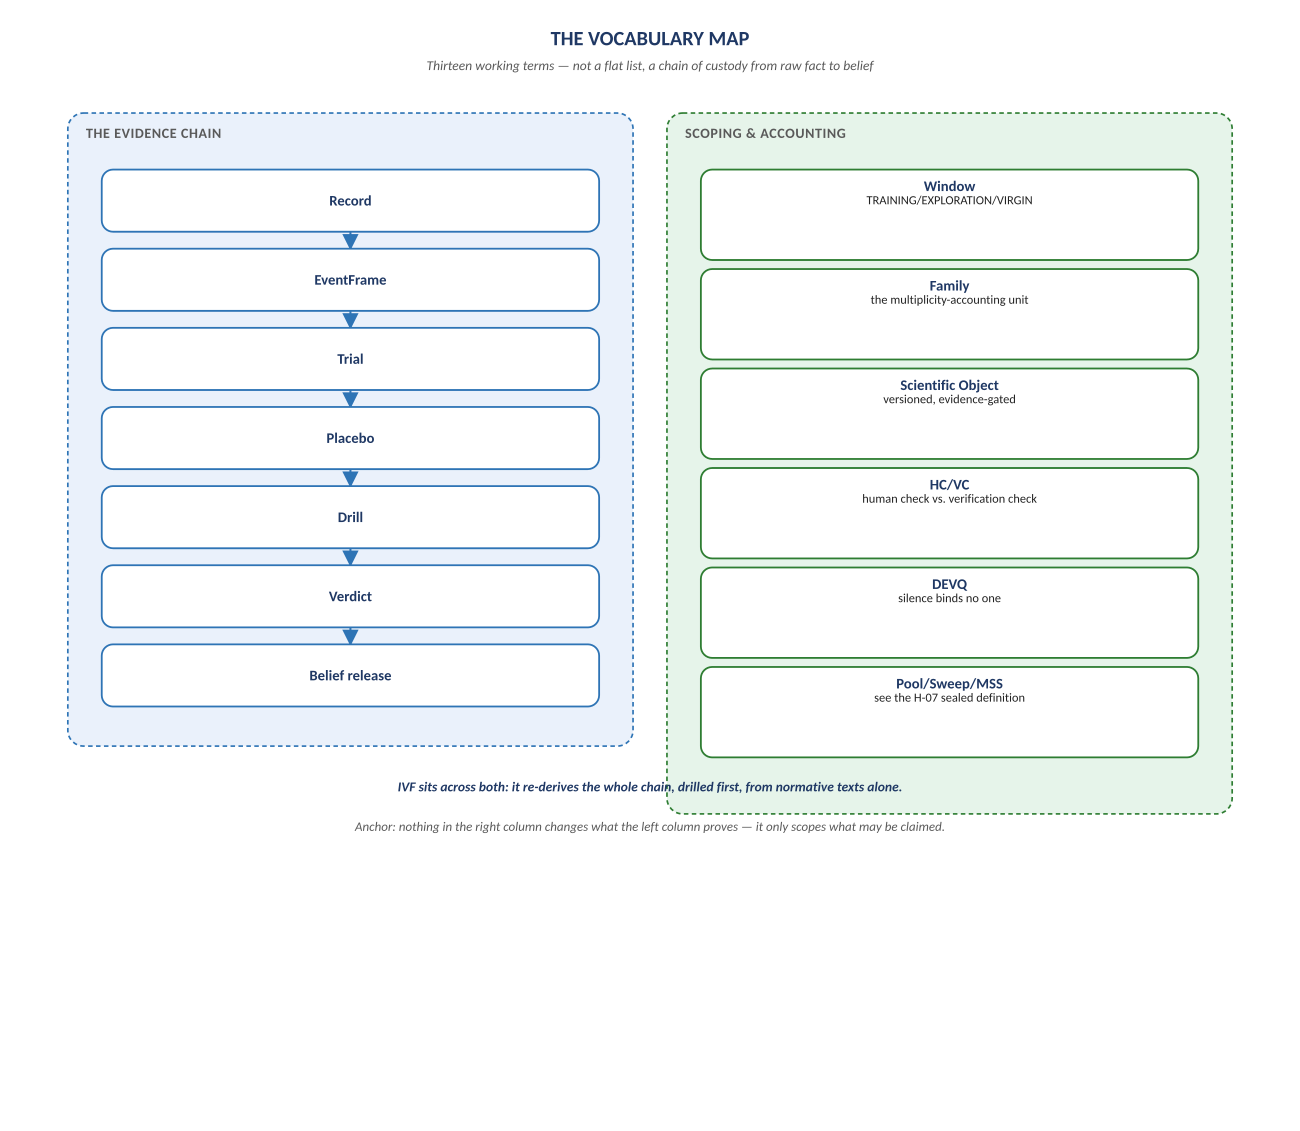 THE VOCABULARY MAP
Thirteen working terms — not a flat list, a chain of custody from raw fact to belief
THE EVIDENCE CHAIN
Record
EventFrame
Trial
Placebo
Drill
Verdict
Belief release
SCOPING & ACCOUNTING
Window
TRAINING/EXPLORATION/VIRGIN
Family
the multiplicity-accounting unit
Scientific Object
versioned, evidence-gated
HC/VC
human check vs. verification check
DEVQ
silence binds no one
Pool/Sweep/MSS
see the H-07 sealed definition
IVF sits across both: it re-derives the whole chain, drilled first, from normative texts alone.
Anchor: nothing in the right column changes what the left column proves — it only scopes what may be claimed.